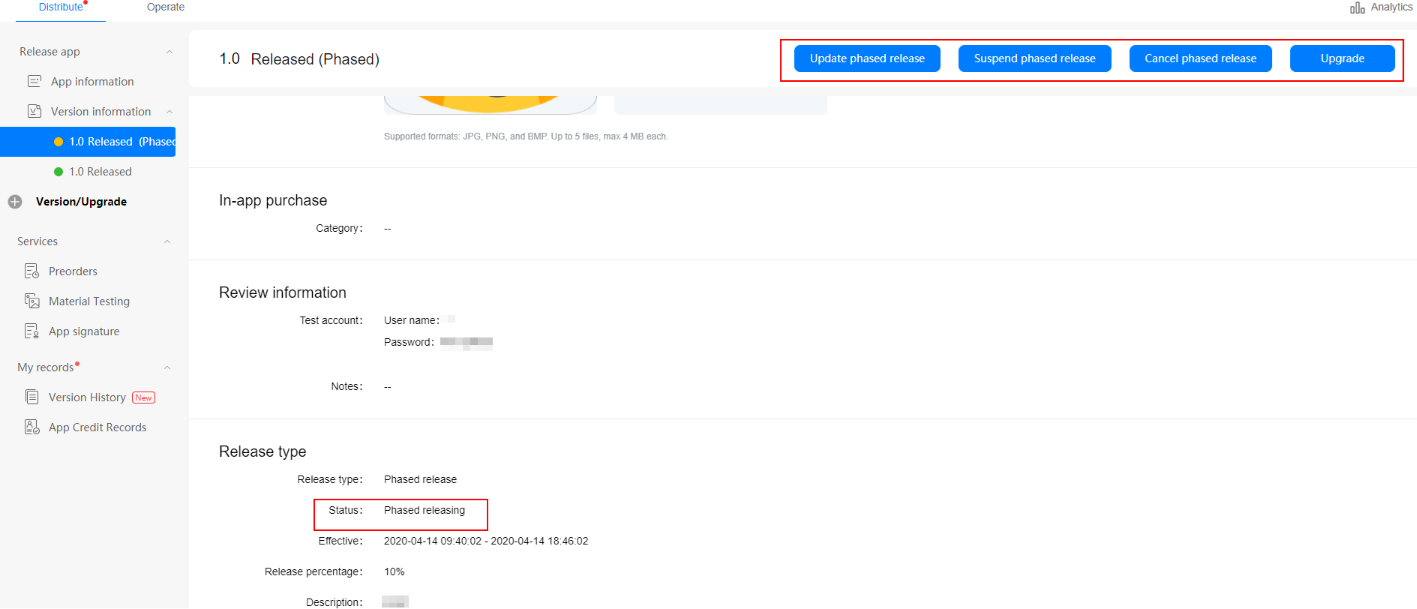 Distribute
Operate
Analytics
Release app
App information
Version information
1.0 Released (Phased
1.0 Released
Version/Upgrade
Services
Preorders
Material Testing
App signature
My records
Version History New
App Credit Records
1.0 Released (Phased)
Update phased release
Suspend phased release
Cancel phased release
Upgrade
Supported formats: JPG, PNG, and BMP. Up to 5 files, max 4 MB each.
In-app purchase
Category: --
Review information
Test account: User name:
Password:
Notes: --
Release type
Release type: Phased release
Status: Phased releasing
Effective: 2020-04-14 09:40:02 - 2020-04-14 18:46:02
Release percentage: 10%
Description: